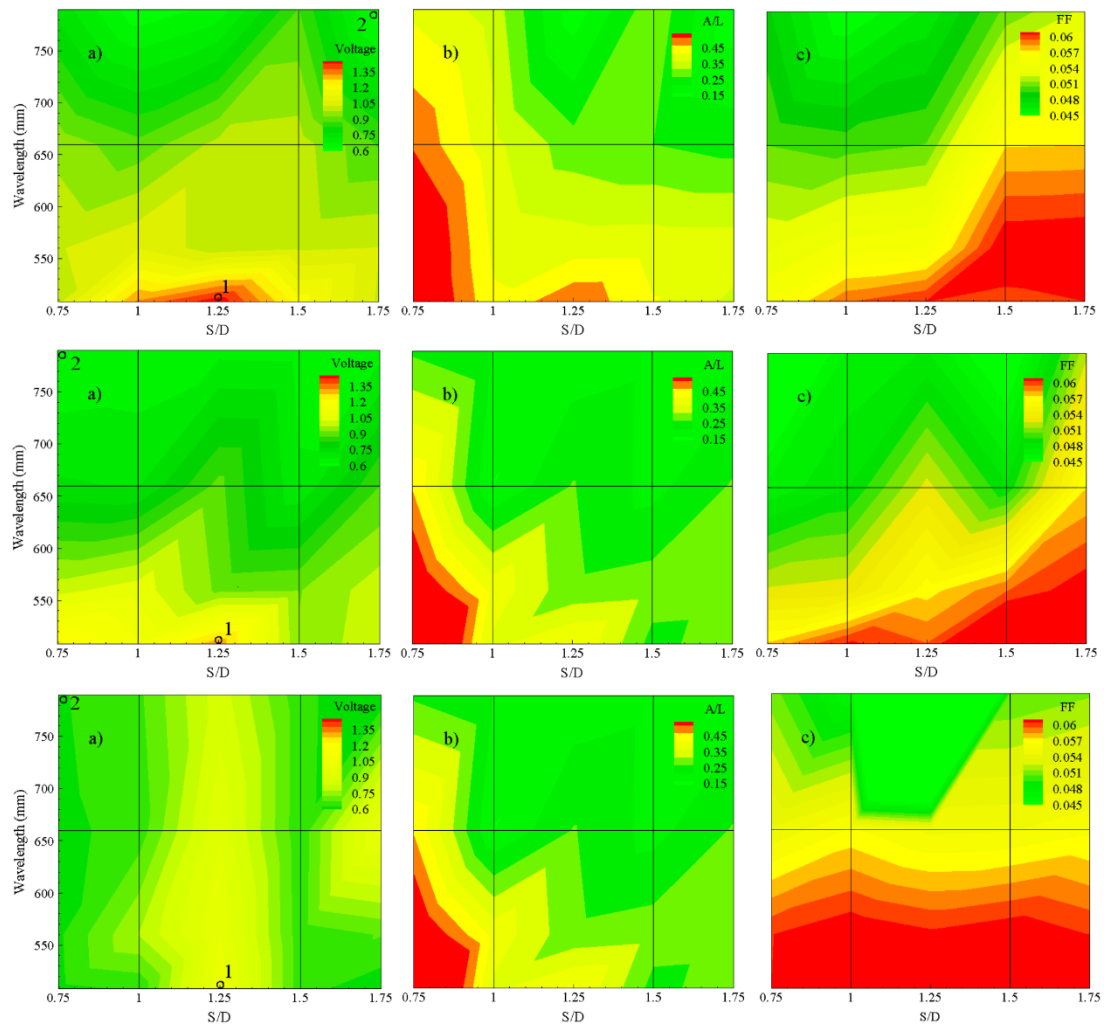 a) 2 Voltage 1.35 1.2 1.05 0.9 0.75 0.6
Wavelength (mm) 750 700 650 600 550
1
0.75 1 1.25 1.5 1.75
S/D
b) A/L 0.45 0.35 0.25 0.15
0.75 1 1.25 1.5 1.75
S/D
c) FF 0.06 0.057 0.054 0.051 0.048 0.045
0.75 1 1.25 1.5 1.75
S/D
2 a) Voltage 1.35 1.2 1.05 0.9 0.75 0.6
Wavelength (mm) 750 700 650 600 550
1
0.75 1 1.25 1.5 1.75
S/D
b) A/L 0.45 0.35 0.25 0.15
0.75 1 1.25 1.5 1.75
S/D
c) FF 0.06 0.057 0.054 0.051 0.048 0.045
0.75 1 1.25 1.5 1.75
S/D
2 a) Voltage 1.35 1.2 1.05 0.9 0.75 0.6
Wavelength (mm) 750 700 650 600 550
1
0.75 1 1.25 1.5 1.75
S/D
b) A/L 0.45 0.35 0.25 0.15
0.75 1 1.25 1.5 1.75
S/D
c) FF 0.06 0.057 0.054 0.051 0.048 0.045
0.75 1 1.25 1.5 1.75
S/D